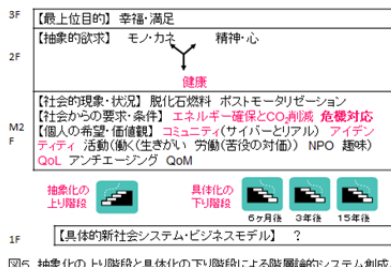 3F 【最上位目的】 幸福・満足
【抽象的欲求】 モノ・カネ 精神・心
2F
健康
【社会的現象・状況】 脱化石燃料 ポストモータリゼーション
【社会からの要求・条件】 エネルギー確保とCO₂削減 危機対応
M2F 【個人の希望・価値観】 コミュニティ(サイバーとリアル) アイデン
ティティ 活動(働く(生きがい 労働(苦役の対価)) NPO 趣味)
QoL アンチエージング QoM
抽象化の
上り階段
具体化の
下り階段
6ヶ月後 3年後 15年後
1F 【具体的新社会システム・ビジネスモデル】 ?
図5 抽象化の上り階段と具体化の下り階段による階層論的システム創成